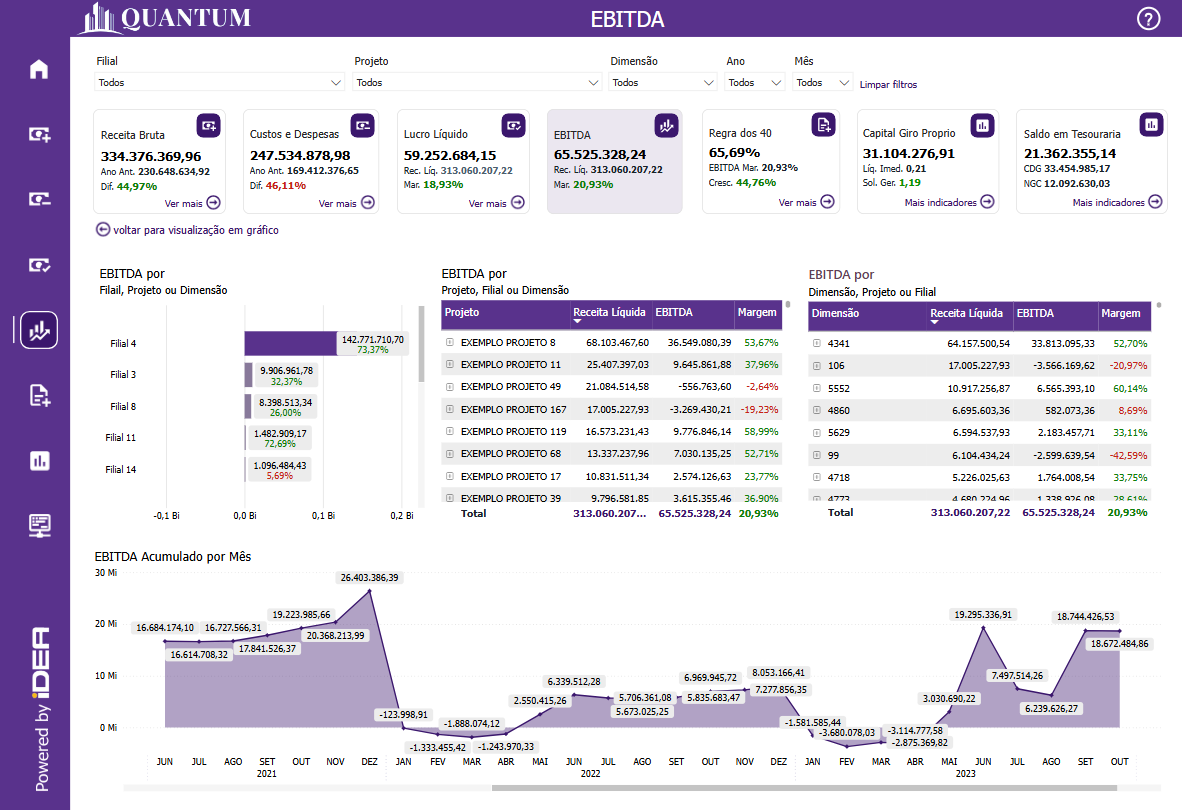 QUANTUM
EBITDA
?
Filial
Projeto
Dimensão
Ano
Mês
Todos
Todos
Todos
Todos
Todos
Limpar filtros
Receita Bruta
334.376.369,96
Ano Ant. 230.648.634,92
Dif. 44,97%
Ver mais
Custos e Despesas
247.534.878,98
Ano Ant. 169.412.376,65
Dif. 46,11%
Ver mais
Lucro Líquido
59.252.684,15
Rec. Líq. 313.060.207,22
Mar. 18,93%
Ver mais
EBITDA
65.525.328,24
Rec. Líq. 313.060.207,22
Mar. 20,93%
Regra dos 40
65,69%
EBITDA Mar. 20,93%
Cresc. 44,76%
Ver mais
Capital Giro Proprio
31.104.276,91
Líq. Imed. 0,21
Sol. Ger. 1,19
Mais indicadores
Saldo em Tesouraria
21.362.355,14
CDG 33.454.985,17
NGC 12.092.630,03
Mais indicadores
voltar para visualização em gráfico
EBITDA por
Filail, Projeto ou Dimensão
Filial 4 142.771.710,70
73,37%
Filial 3 9.906.961,78
32,37%
Filial 8 8.398.513,34
26,00%
Filial 11 1.482.909,17
72,69%
Filial 14 1.096.484,43
5,69%
-0,1 Bi 0,0 Bi 0,1 Bi 0,2 Bi
EBITDA por
Projeto, Filial ou Dimensão
Projeto Receita Líquida EBITDA Margem
EXEMPLO PROJETO 8 68.103.467,60 36.549.080,39 53,67%
EXEMPLO PROJETO 11 25.407.397,03 9.645.861,88 37,96%
EXEMPLO PROJETO 49 21.084.514,58 -556.763,60 -2,64%
EXEMPLO PROJETO 167 17.005.227,93 -3.269.430,21 -19,23%
EXEMPLO PROJETO 119 16.573.231,43 9.776.846,14 58,99%
EXEMPLO PROJETO 68 13.337.237,96 7.030.135,25 52,71%
EXEMPLO PROJETO 17 10.831.511,34 2.574.126,63 23,77%
EXEMPLO PROJETO 39 9.796.581,85 3.615.355,46 36,90%
Total 313.060.207... 65.525.328,24 20,93%
EBITDA por
Dimensão, Projeto ou Filial
Dimensão Receita Líquida EBITDA Margem
4341 64.157.500,54 33.813.095,33 52,70%
106 17.005.227,93 -3.566.169,62 -20,97%
5552 10.917.256,87 6.565.393,10 60,14%
4860 6.695.603,36 582.073,36 8,69%
5629 6.594.537,93 2.183.457,71 33,11%
99 6.104.434,24 -2.599.639,54 -42,59%
4718 5.226.025,63 1.764.008,54 33,75%
4773 4.680.224,96 1.338.926,08 28,61%
Total 313.060.207,22 65.525.328,24 20,93%
EBITDA Acumulado por Mês
30 Mi
20 Mi
10 Mi
0 Mi
16.684.174,10
16.614.708,32
16.727.566,31
17.841.526,37
19.223.985,66
20.368.213,99
26.403.386,39
-123.998,91
-1.333.455,42
-1.888.074,12
-1.243.970,33
2.550.415,26
6.339.512,28
5.673.025,25
5.706.361,08
5.835.683,47
6.969.945,72
7.277.856,35
8.053.166,41
-1.581.585,44
-3.680.078,03
-2.875.369,82
-3.114.777,58
3.030.690,22
19.295.336,91
7.497.514,26
6.239.626,27
18.744.426,53
18.672.484,86
JUN JUL AGO SET OUT NOV DEZ JAN FEV MAR ABR MAI JUN JUL AGO SET OUT NOV DEZ JAN FEV MAR ABR MAI JUN JUL AGO SET OUT
2021 2022 2023
Powered by iDEA